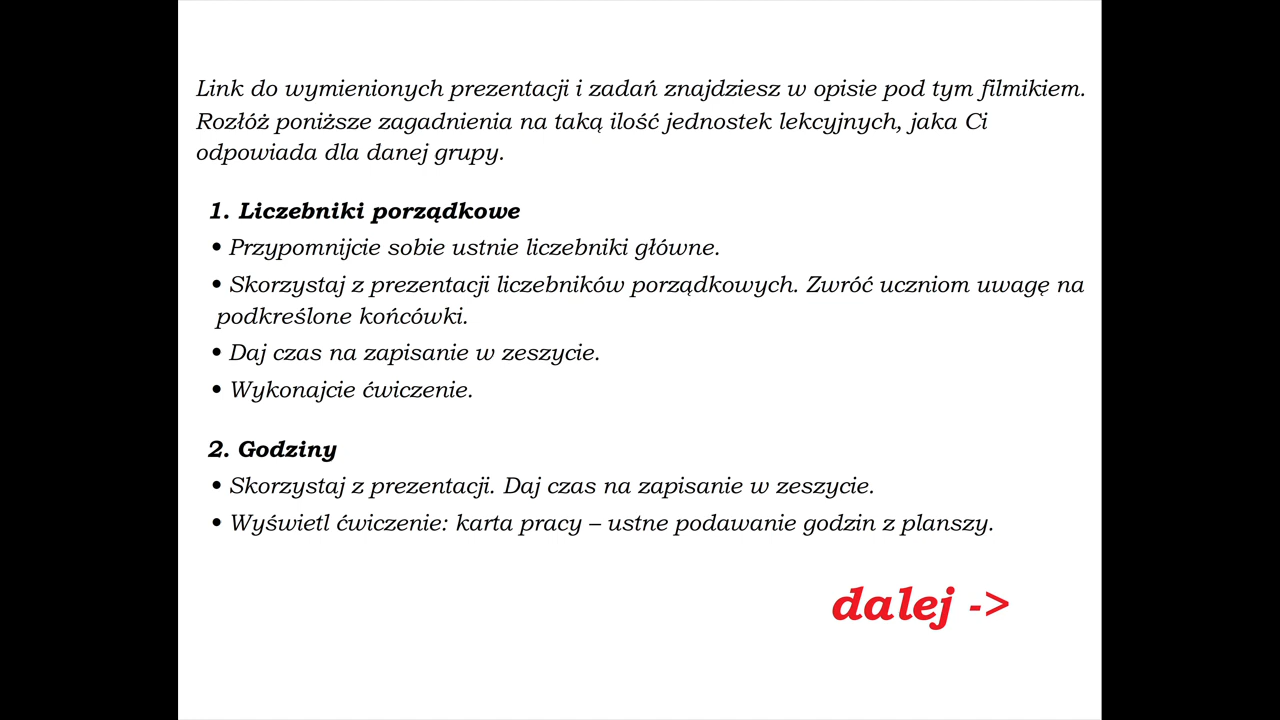 Link do wymienionych prezentacji i zadań znajdziesz w opisie pod tym filmikiem.
Rozłóż poniższe zagadnienia na taką ilość jednostek lekcyjnych, jaka Ci
odpowiada dla danej grupy.
1. Liczebniki porządkowe
• Przypomnijcie sobie ustnie liczebniki główne.
• Skorzystaj z prezentacji liczebników porządkowych. Zwróć uczniom uwagę na
podkreślone końcówki.
• Daj czas na zapisanie w zeszycie.
• Wykonajcie ćwiczenie.
2. Godziny
• Skorzystaj z prezentacji. Daj czas na zapisanie w zeszycie.
• Wyświetl ćwiczenie: karta pracy – ustne podawanie godzin z planszy.
dalej ->